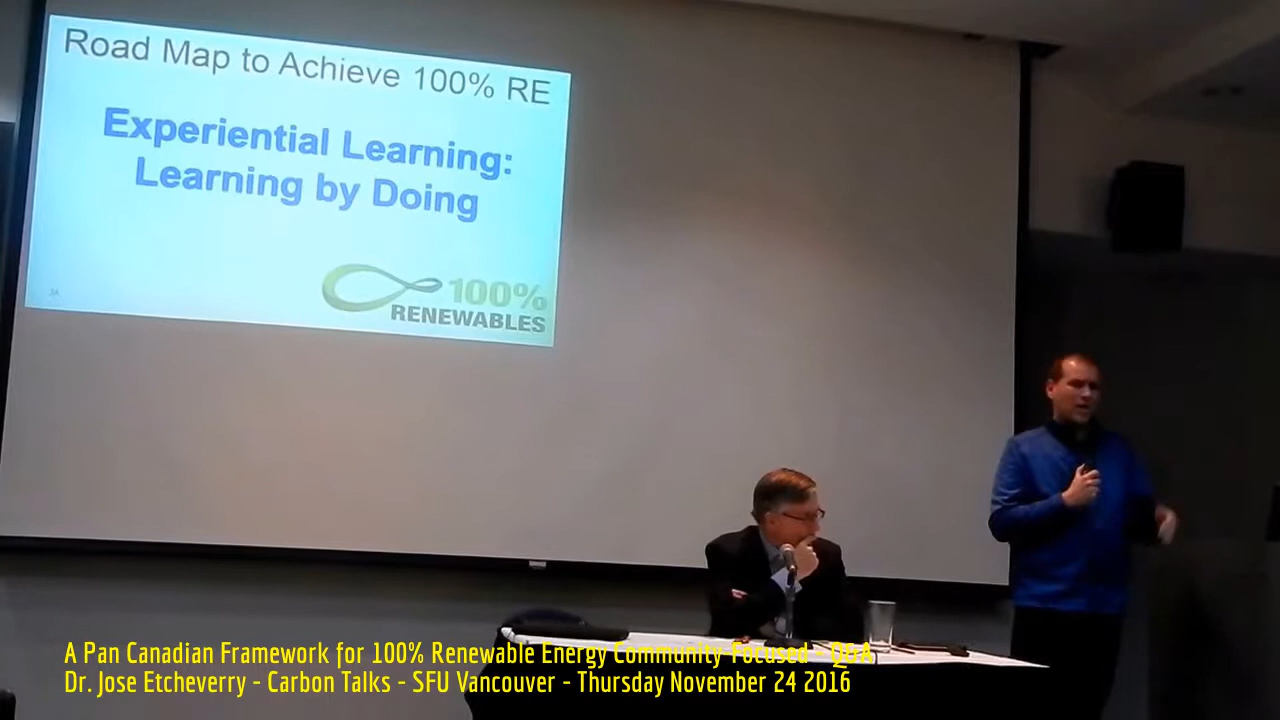 Road Map to Achieve 100% RE
Experiential Learning:
Learning by Doing
100%
RENEWABLES
A Pan Canadian Framework for 100% Renewable Energy Community-Focused - Q&A
Dr. Jose Etcheverry - Carbon Talks - SFU Vancouver - Thursday November 24 2016